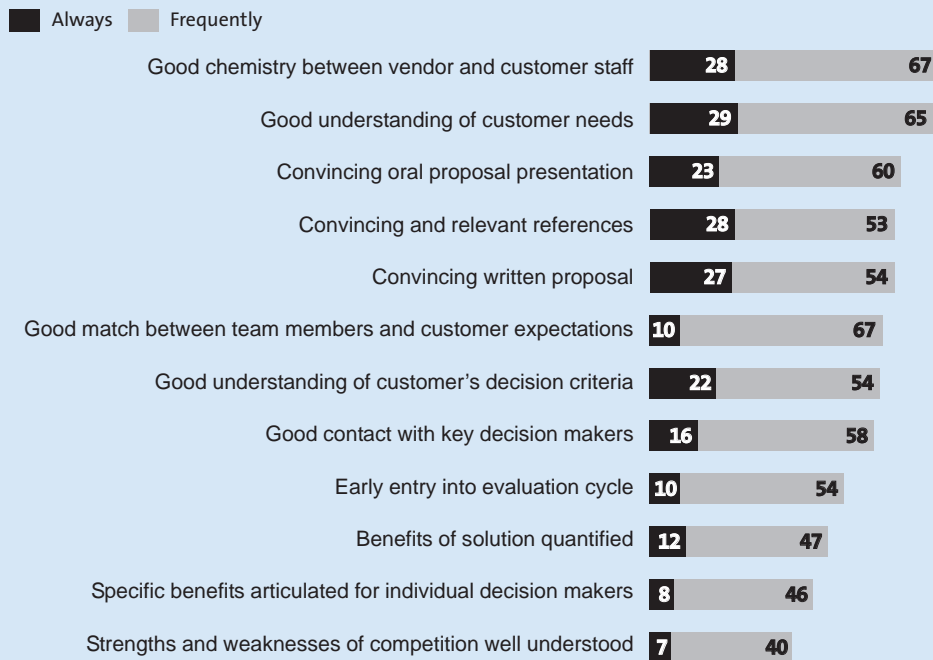 Always Frequently
Good chemistry between vendor and customer staff 28 67
Good understanding of customer needs 29 65
Convincing oral proposal presentation 23 60
Convincing and relevant references 28 53
Convincing written proposal 27 54
Good match between team members and customer expectations 10 67
Good understanding of customer’s decision criteria 22 54
Good contact with key decision makers 16 58
Early entry into evaluation cycle 10 54
Benefits of solution quantified 12 47
Specific benefits articulated for individual decision makers 8 46
Strengths and weaknesses of competition well understood 7 40